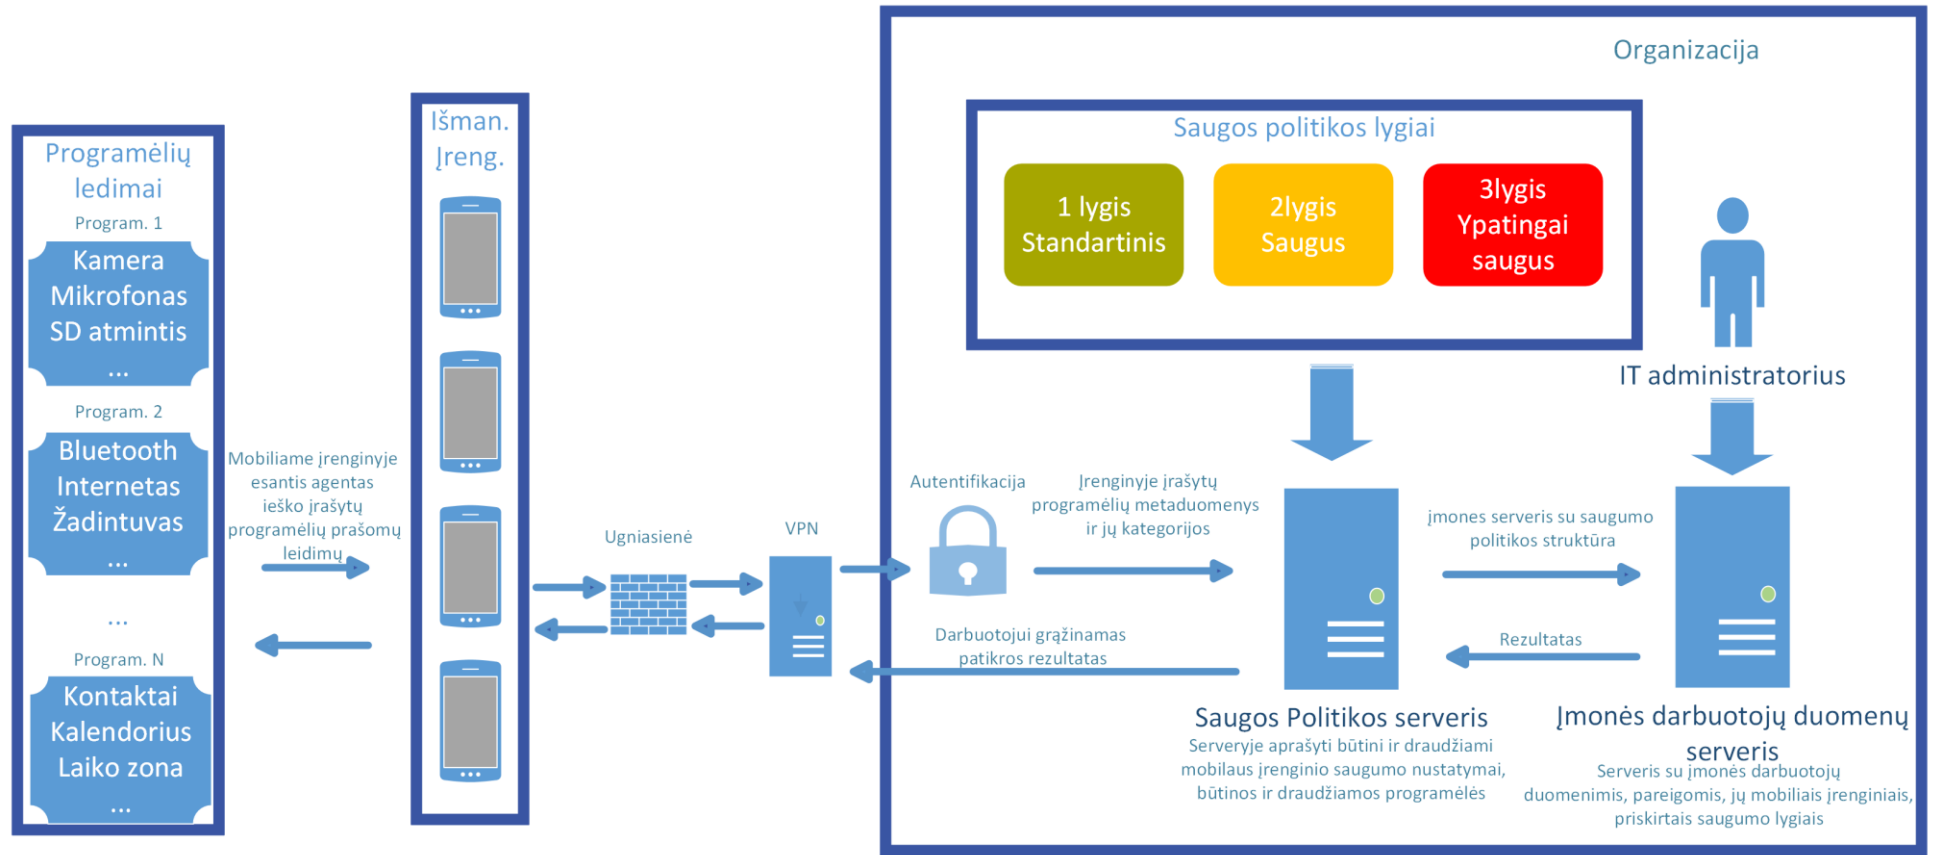 Organizacija
Programėlių
ledimai
Program. 1
Kamera
Mikrofonas
SD atmintis
...
Program. 2
Bluetooth
Internetas
Žadintuvas
...
...
Program. N
Kontaktai
Kalendorius
Laiko zona
...
Mobiliame įrenginyje
esantis agentas
ieško įrašytų
programėlių prašomų
leidimų
Išman.
Įreng.
Ugniasienė
VPN
Saugos politikos lygiai
1 lygis
Standartinis
2lygis
Saugus
3lygis
Ypatingai
saugus
IT administratorius
Autentifikacija
Įrenginyje įrašytų
programėlių metaduomenys
ir jų kategorijos
Darbuotojui grąžinamas
patikros rezultatas
įmones serveris su saugumo
politikos struktūra
Rezultatas
Saugos Politikos serveris
Serveryje aprašyti būtini ir draudžiami
mobilaus įrenginio saugumo nustatymai,
būtinos ir draudžiamos programėlės
Įmonės darbuotojų duomenų
serveris
Serveris su įmonės darbuotojų
duomenimis, pareigomis, jų mobiliais įrenginiais,
priskirtais saugumo lygiais